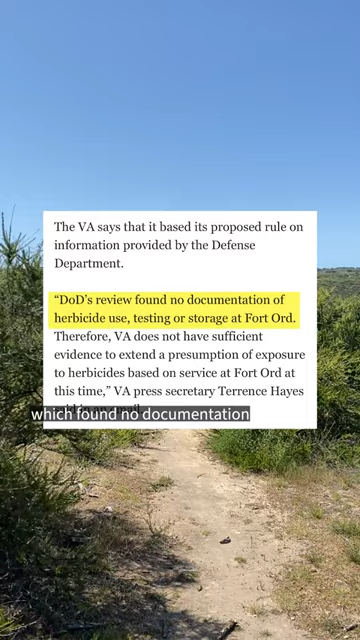 The VA says that it based its proposed rule on
information provided by the Defense
Department.
“DoD’s review found no documentation of
herbicide use, testing or storage at Fort Ord.
Therefore, VA does not have sufficient
evidence to extend a presumption of exposure
to herbicides based on service at Fort Ord at
this time,” VA press secretary Terrence Hayes
which found no documentation